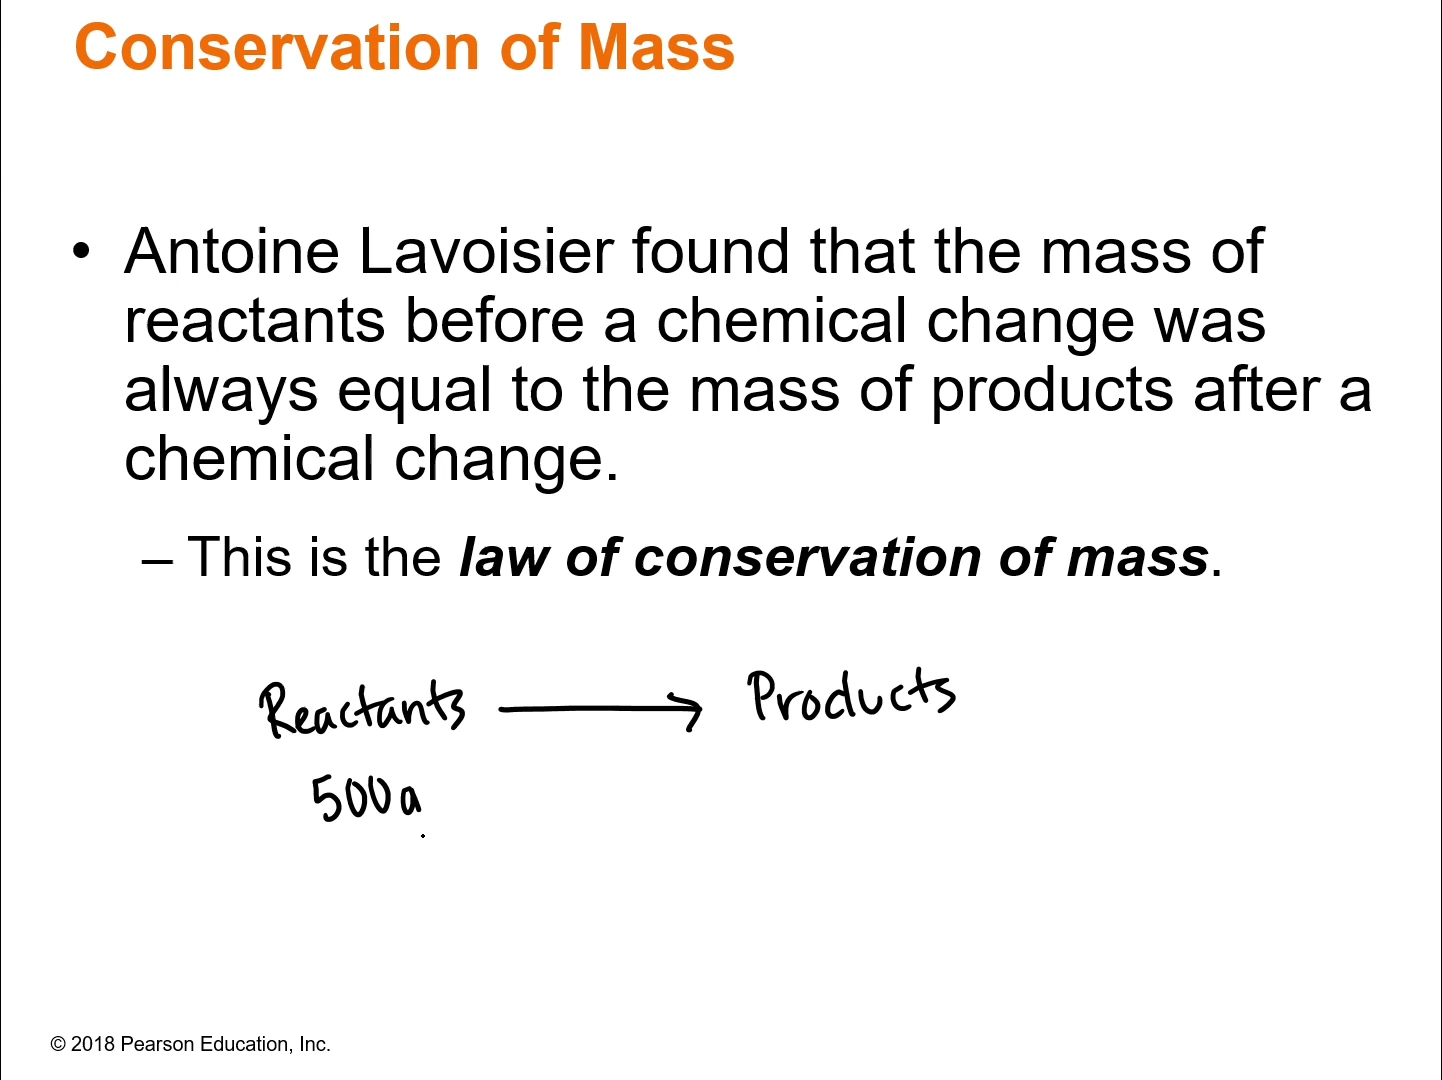 Conservation of Mass
• Antoine Lavoisier found that the mass of
reactants before a chemical change was
always equal to the mass of products after a
chemical change.
– This is the law of conservation of mass.
Reactants → Products
500
© 2018 Pearson Education, Inc.